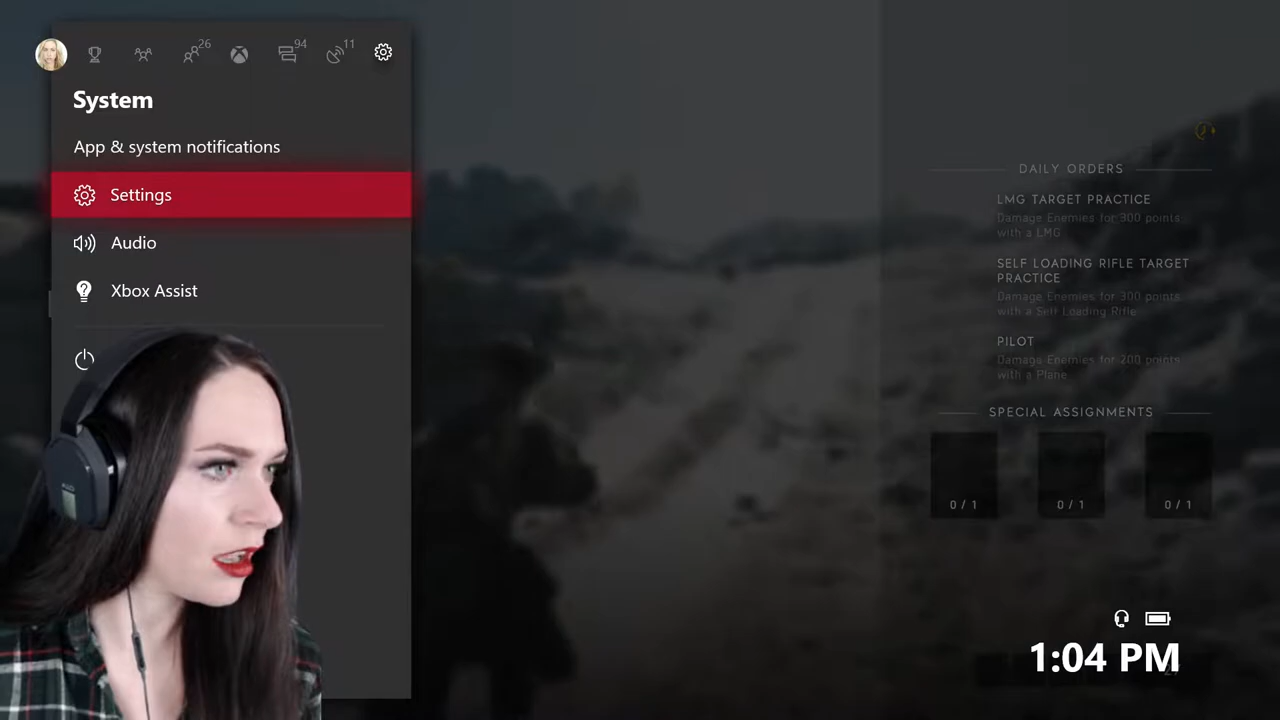 26
94
11
System
App & system notifications
Settings
Audio
Xbox Assist
DAILY ORDERS
LMG TARGET PRACTICE
Damage Enemies for 300 points
with a LMG
SELF LOADING RIFLE TARGET
PRACTICE
Damage Enemies for 300 points
with a Self Loading Rifle
PILOT
Damage Enemies for 200 points
with a Plane
SPECIAL ASSIGNMENTS
0 / 1
0 / 1
0 / 1
1:04 PM